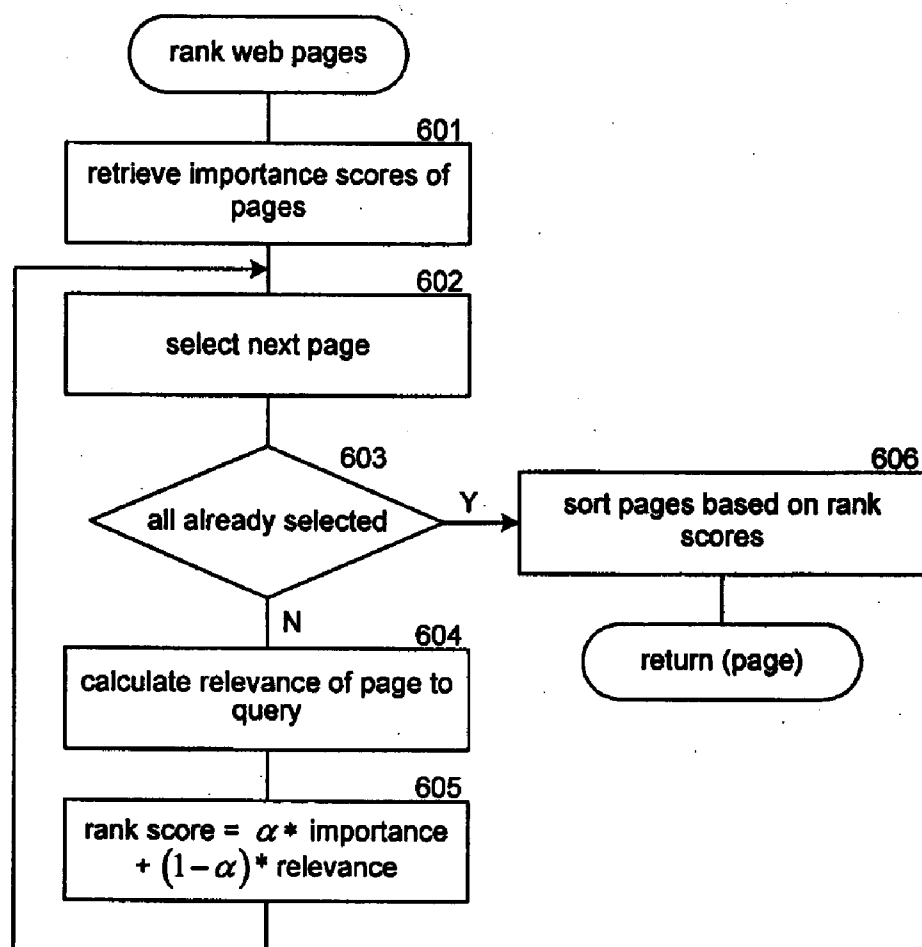 rank web pages
601
retrieve importance scores of
pages
602
select next page
603
all already selected
Y
N
606
sort pages based on rank
scores
return (page)
604
calculate relevance of page to
query
605
rank score = α* importance
+ (1-α)* relevance